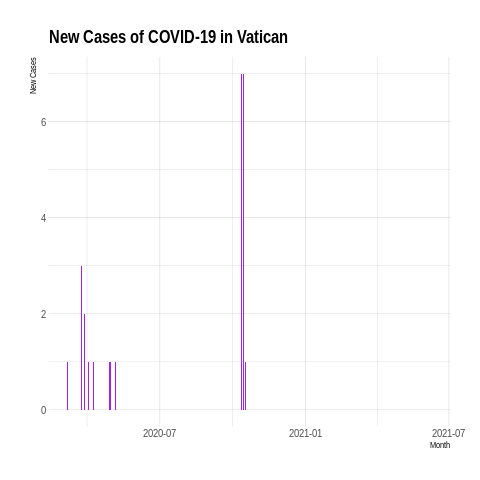 New Cases of COVID-19 in Vatican
New Cases
6
4
2
0
2020-07
2021-01
2021-07
Month